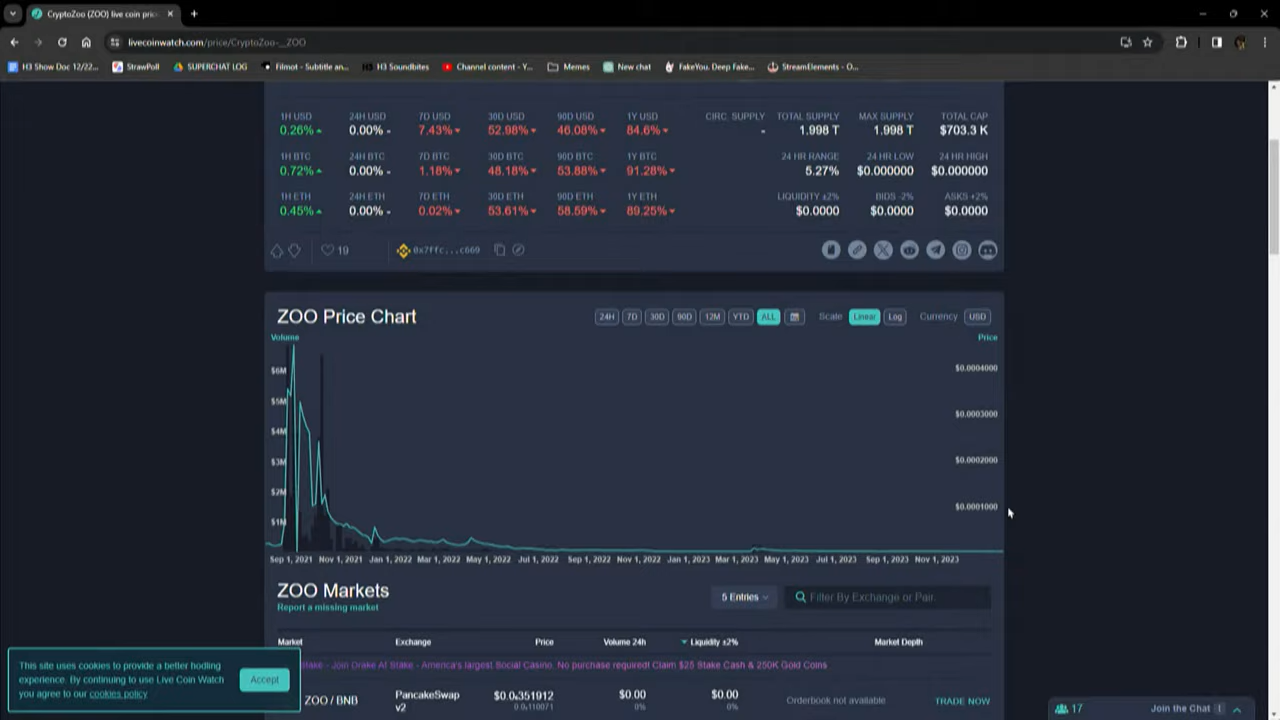 CryptoZoo (ZOO) live coin pric
livecoinwatch.com/price/CryptoZoo-__ZOO
H3 Show Doc 12/22... StrawPoll SUPERCHAT LOG Filmot - Subtitle an... H3 Soundbites Channel content - Y... Memes New chat FakeYou. Deep Fake... StreamElements - O...
1H USD 24H USD 7D USD 30D USD 90D USD 1Y USD CIRC. SUPPLY TOTAL SUPPLY MAX SUPPLY TOTAL CAP
0.26% 0.00% - 7.43% 52.98% 46.08% 84.6% - 1.998 T 1.998 T $703.3 K
1H BTC 24H BTC 7D BTC 30D BTC 90D BTC 1Y BTC 24 HR RANGE 24 HR LOW 24 HR HIGH
0.72% 0.00% - 1.18% 48.18% 53.88% 91.28% 5.27% $0.000000 $0.000000
1H ETH 24H ETH 7D ETH 30D ETH 90D ETH 1Y ETH LIQUIDITY ±2% BIDS -2% ASKS +2%
0.45% 0.00% - 0.02% 53.61% 58.59% 89.25% $0.0000 $0.0000 $0.0000
19 0x7ffc...c669
ZOO Price Chart 24H 7D 30D 90D 12M YTD ALL Scale Linear Log Currency USD
Volume Price
$6M $0.0004000
$5M $0.0003000
$4M
$3M $0.0002000
$2M $0.0001000
$1M
Sep 1, 2021 Nov 1, 2021 Jan 1, 2022 Mar 1, 2022 May 1, 2022 Jul 1, 2022 Sep 1, 2022 Nov 1, 2022 Jan 1, 2023 Mar 1, 2023 May 1, 2023 Jul 1, 2023 Sep 1, 2023 Nov 1, 2023
ZOO Markets 5 Entries Filter By Exchange or Pair.
Report a missing market
Market Exchange Price Volume 24h Liquidity ±2% Market Depth
- Join Drake At Stake - America's largest Social Casino. No purchase required! Claim $25 Stake Cash & 250K Gold Coins
ZOO / BNB PancakeSwap v2 $0.0₆351912 $0.00 $0.00 Orderbook not available TRADE NOW
0% 0%
This site uses cookies to provide a better hodling
experience. By continuing to use Live Coin Watch
you agree to our cookies policy
Accept
17 Join the Chat